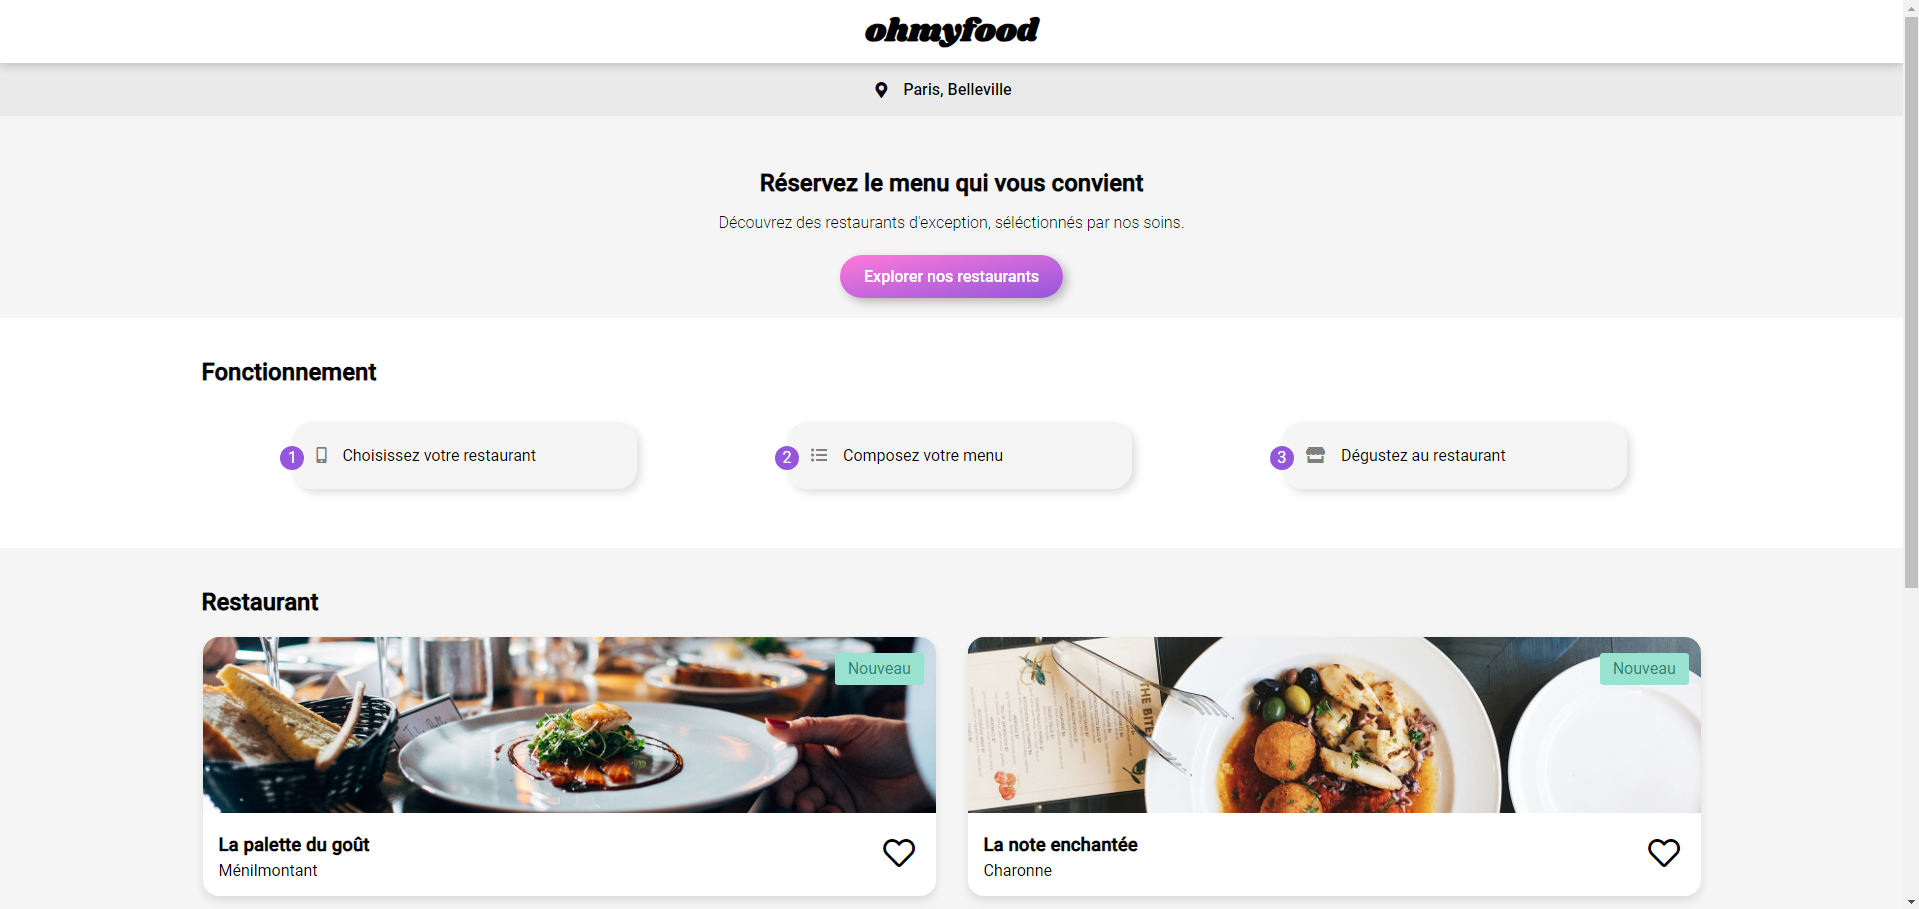 ohmyfood
Paris, Belleville
Réservez le menu qui vous convient
Découvrez des restaurants d'exception, séléctionnés par nos soins.
Explorer nos restaurants
Fonctionnement
1 Choisissez votre restaurant
2 Composez votre menu
3 Dégustez au restaurant
Restaurant
Nouveau
THE BITE
Nouveau
La palette du goût
Ménilmontant
La note enchantée
Charonne